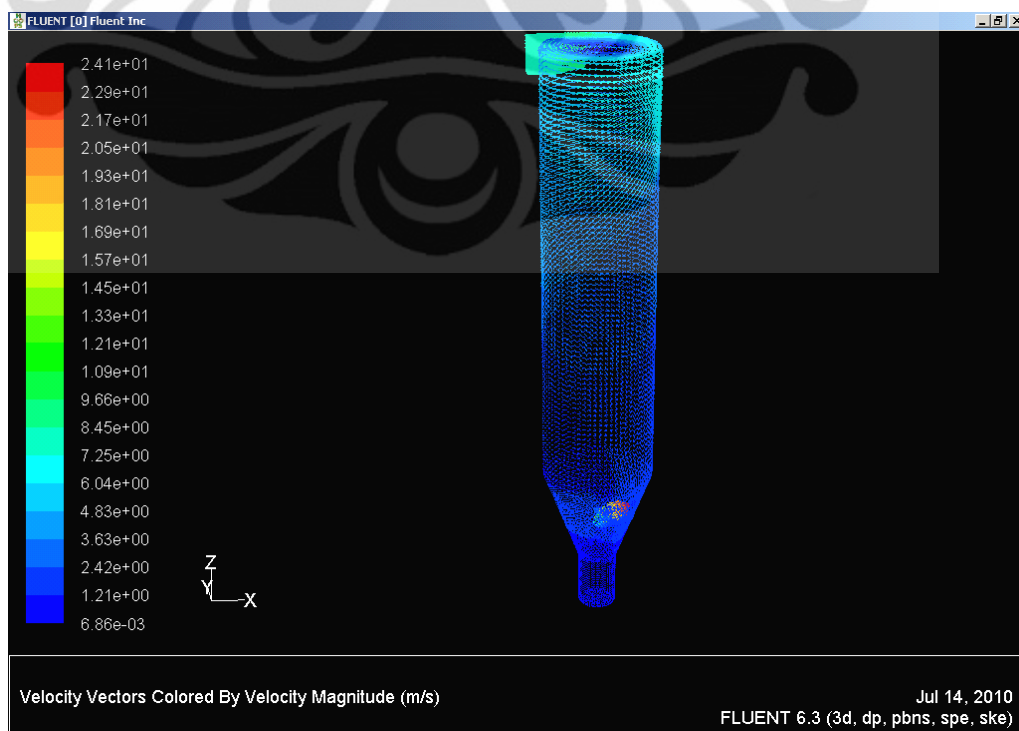 FLUENT [0] Fluent Inc
2.41e+01
2.29e+01
2.17e+01
2.05e+01
1.93e+01
1.81e+01
1.69e+01
1.57e+01
1.45e+01
1.33e+01
1.21e+01
1.09e+01
9.66e+00
8.45e+00
7.25e+00
6.04e+00
4.83e+00
3.63e+00
2.42e+00
1.21e+00
6.86e-03
Z
Y
X
Velocity Vectors Colored By Velocity Magnitude (m/s)
Jul 14, 2010
FLUENT 6.3 (3d, dp, pbns, spe, ske)